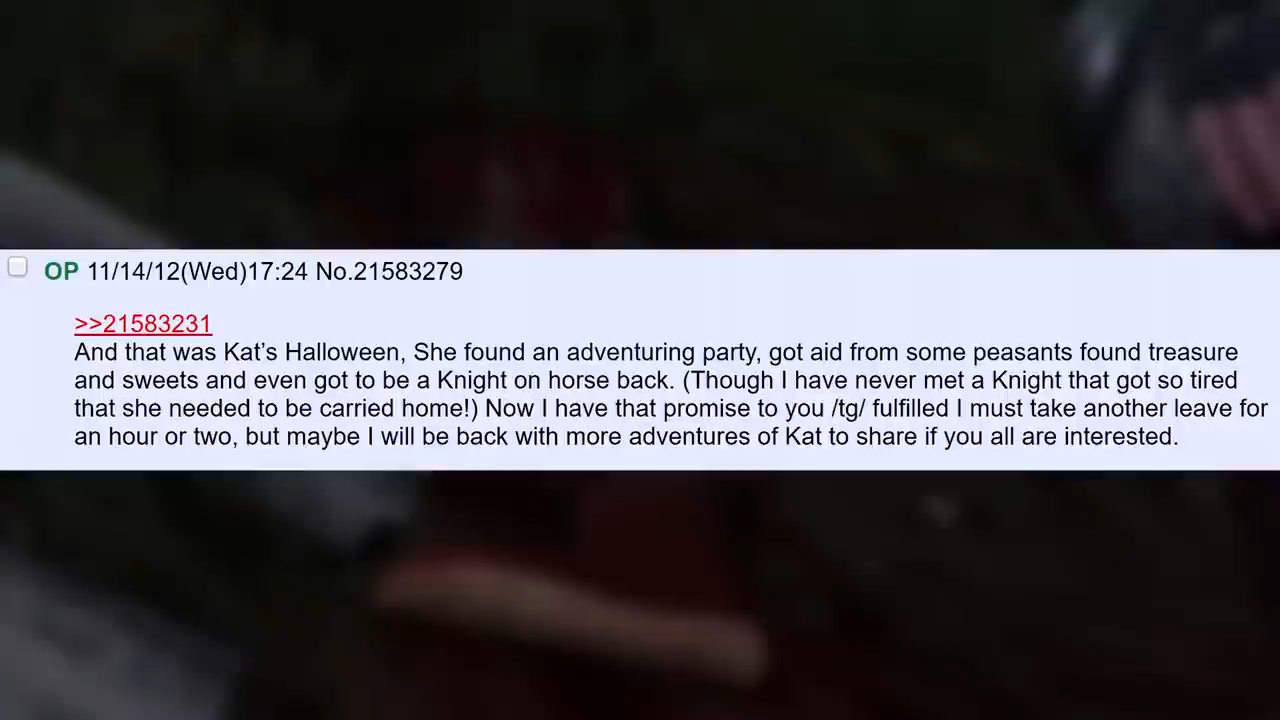 OP 11/14/12(Wed)17:24 No.21583279
>>21583231
And that was Kat’s Halloween, She found an adventuring party, got aid from some peasants found treasure
and sweets and even got to be a Knight on horse back. (Though I have never met a Knight that got so tired
that she needed to be carried home!) Now I have that promise to you /tg/ fulfilled I must take another leave for
an hour or two, but maybe I will be back with more adventures of Kat to share if you all are interested.